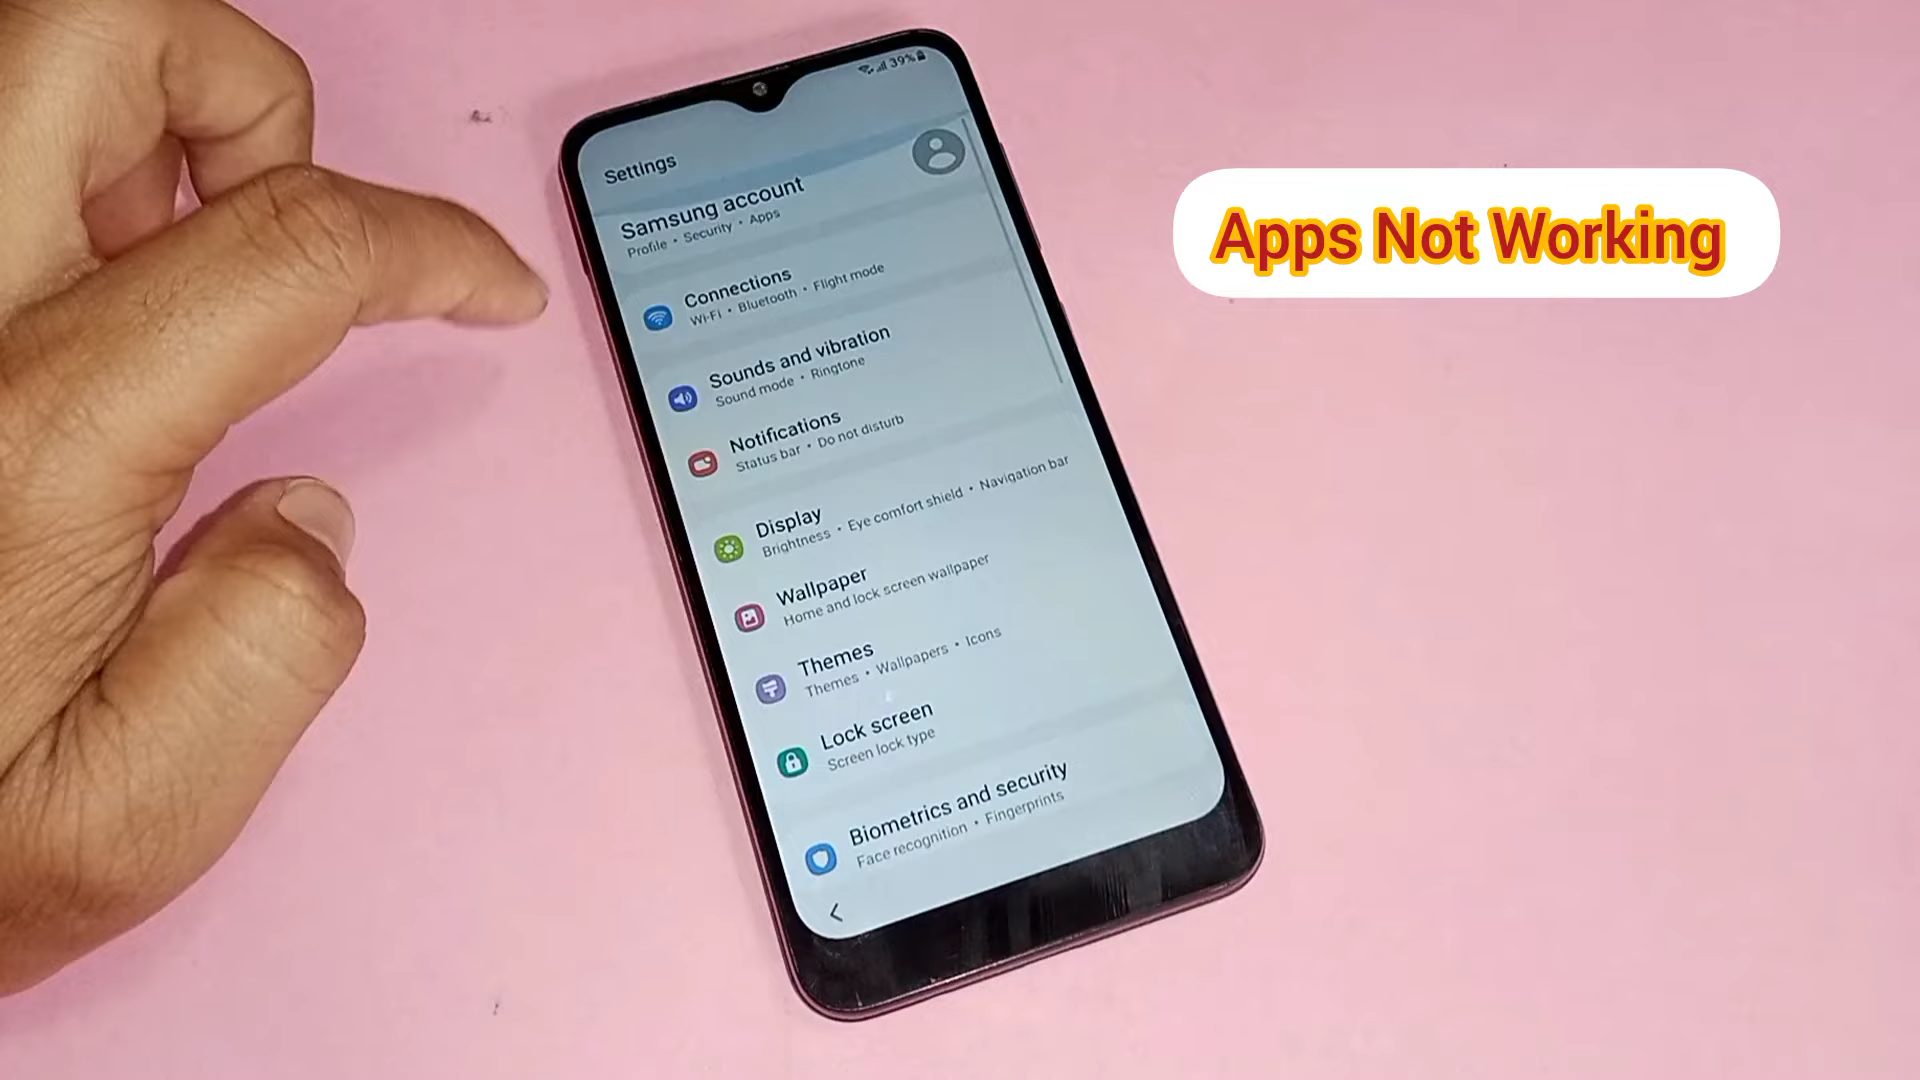 39%
Settings
Samsung account
Profile • Security • Apps
Connections
Wi-Fi • Bluetooth • Flight mode
Sounds and vibration
Sound mode • Ringtone
Notifications
Status bar • Do not disturb
Display
Brightness • Eye comfort shield • Navigation bar
Wallpaper
Home and lock screen wallpaper
Themes
Themes • Wallpapers • Icons
Lock screen
Screen lock type
Biometrics and security
Face recognition • Fingerprints
Apps Not Working